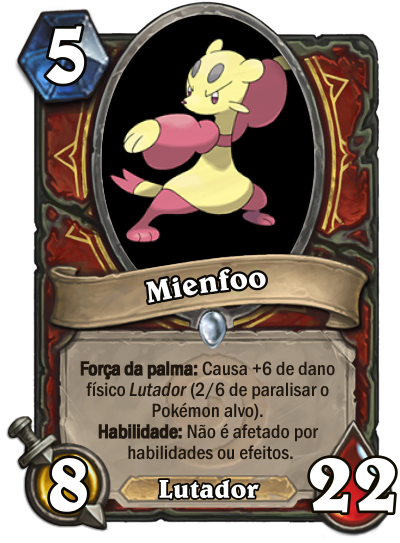 5
Mienfoo
Força da palma: Causa +6 de dano
físico Lutador (2/6 de paralisar o
Pokémon alvo).
Habilidade: Não é afetado por
habilidades ou efeitos.
8
Lutador
22